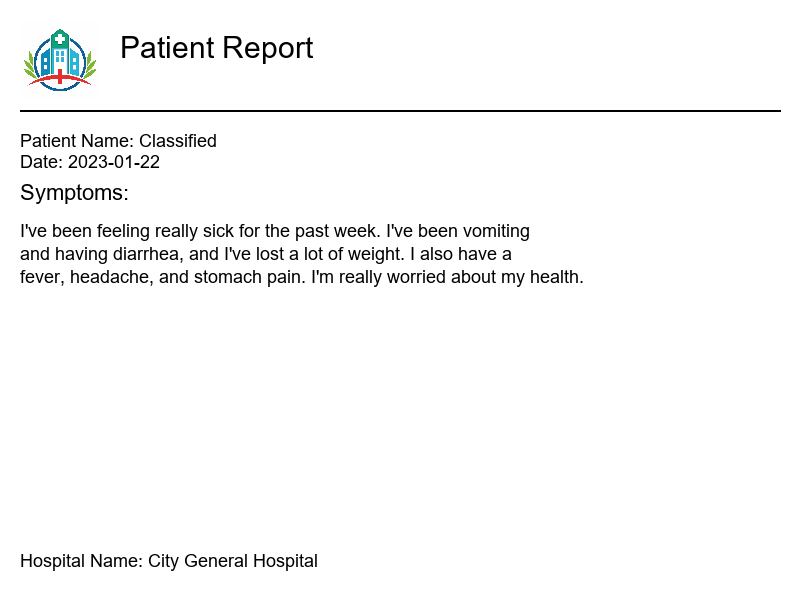 Patient Report
Patient Name: Classified
Date: 2023-01-22
Symptoms:
I've been feeling really sick for the past week. I've been vomiting
and having diarrhea, and I've lost a lot of weight. I also have a
fever, headache, and stomach pain. I'm really worried about my health.
Hospital Name: City General Hospital